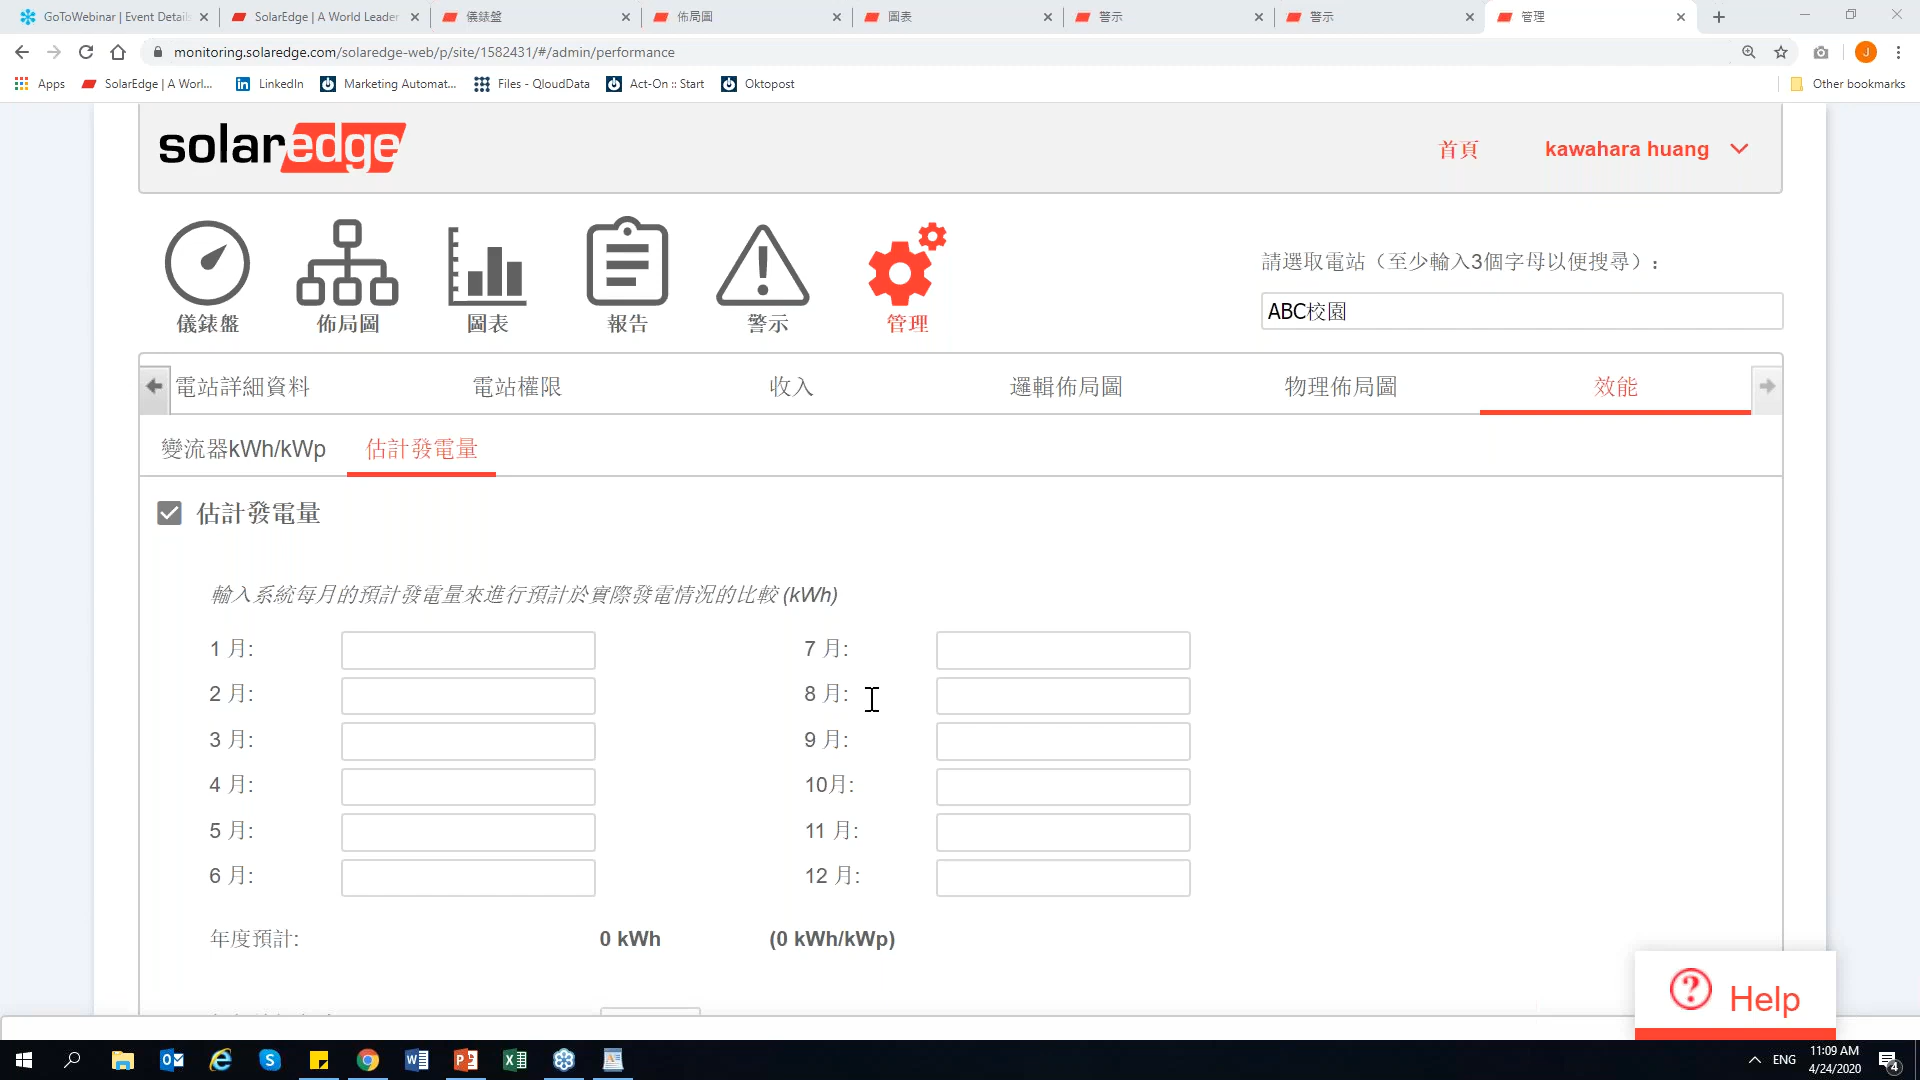 GoToWebinar | Event Details
SolarEdge | A World Leader
儀錶盤
佈局圖
圖表
警示
警示
管理
monitoring.solaredge.com/solaredge-web/p/site/1582431/#/admin/performance
J
Apps
SolarEdge | A Worl...
LinkedIn
Marketing Automat...
Files - QloudData
Act-On :: Start
Oktopost
Other bookmarks
solaredge
首頁
kawahara huang
儀錶盤
佈局圖
圖表
報告
警示
管理
請選取電站（至少輸入3個字母以便搜尋）：
ABC校園
電站詳細資料
電站權限
收入
邏輯佈局圖
物理佈局圖
效能
變流器kWh/kWp
估計發電量
估計發電量
輸入系統每月的預計發電量來進行預計於實際發電情況的比較 (kWh)
1 月:
7 月:
2 月:
8 月:
3 月:
9 月:
4 月:
10月:
5 月:
11 月:
6 月:
12 月:
年度預計:
0 kWh
(0 kWh/kWp)
Help
ENG
11:09 AM
4/24/2020
4